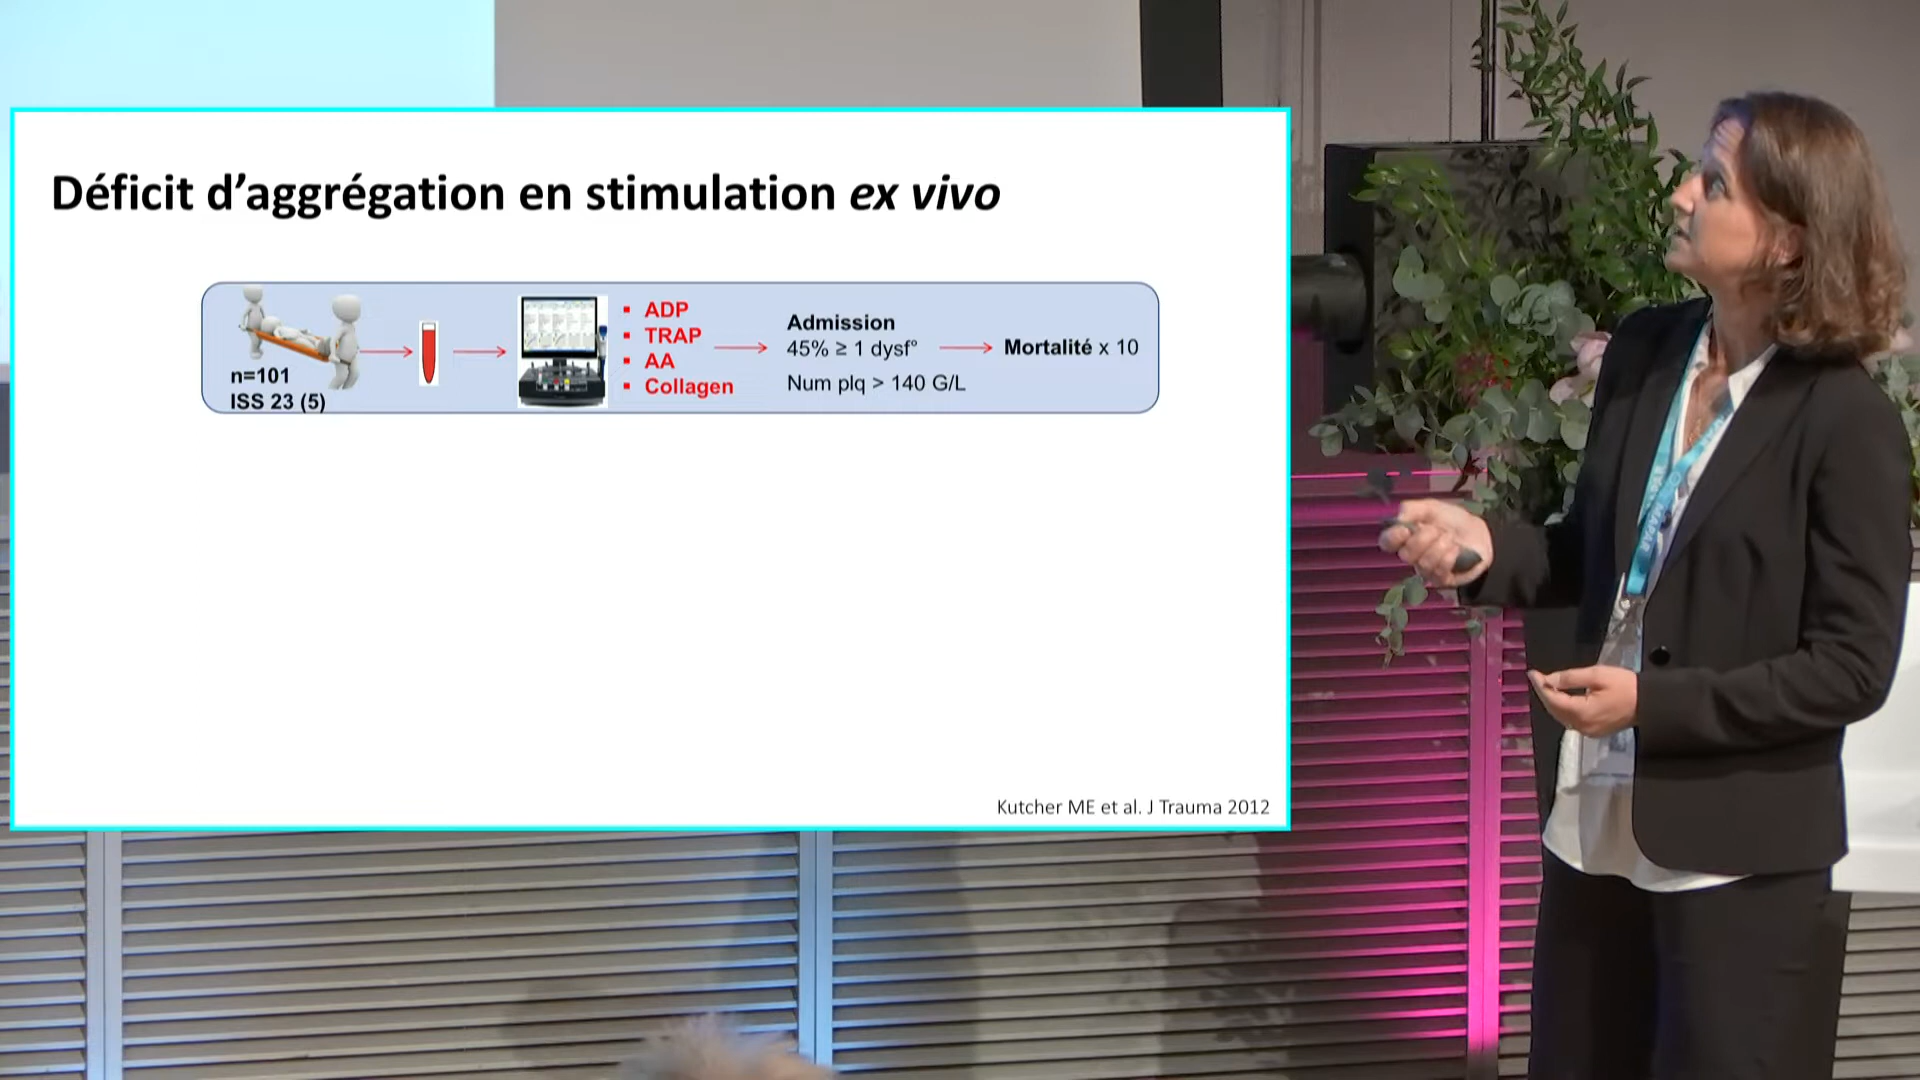 Déficit d’aggrégation en stimulation ex vivo
n=101
ISS 23 (5)
▪ ADP
▪ TRAP
▪ AA
▪ Collagen
Admission
45% ≥ 1 dysf°
Num plq > 140 G/L
Mortalité x 10
Kutcher ME et al. J Trauma 2012
MAPAR